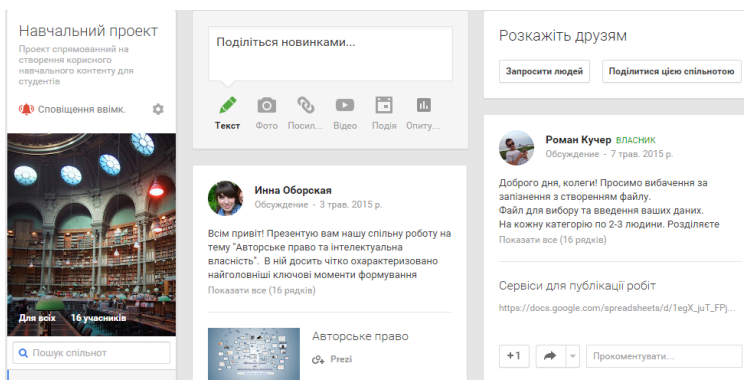 Навчальний проект
Проект спрямованний на
створення корисного
навчального контенту для
студентів
Сповіщення ввімк.
Для всіх 16 учасників
Пошук спільнот
Поділіться новинками...
Текст Фото Посил... Відео Подія Опиту...
Инна Оборская
Обсуждение - 3 трав. 2015 р.
Всім привіт! Презентую вам нашу спільну роботу на
тему "Авторське право та інтелектуальна
власність". В ній досить чітко охарактеризовано
найголовніші ключові моменти формування
Показати все (16 рядків)
Авторське право
Prezi
Розкажіть друзям
Запросити людей Поділитися цією спільнотою
Роман Кучер ВЛАСНИК
Обсуждение - 7 трав. 2015 р.
Доброго дня, колеги! Просимо вибачення за
запізнення з створенням файлу.
Файл для вибору та введення ваших даних.
На кожну категорію по 2-3 людини. Розділяєте
Показати все (16 рядків)
Сервіси для публікації робіт
https://docs.google.com/spreadsheets/d/1egX_juT_FPj...
+1 Прокоментувати...